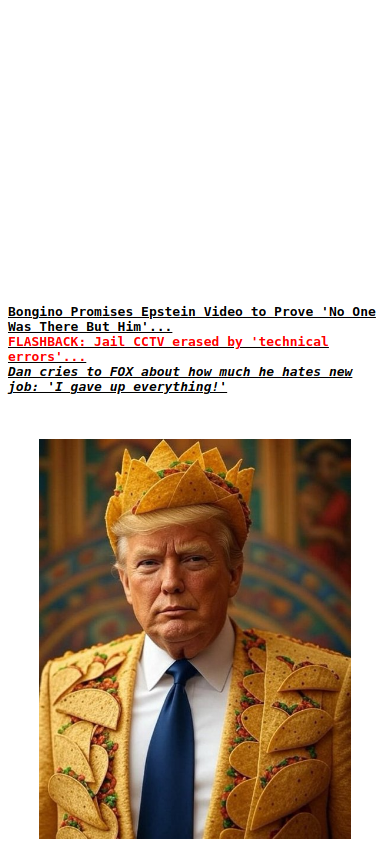 Bongino Promises Epstein Video to Prove 'No One
Was There But Him'...
FLASHBACK: Jail CCTV erased by 'technical
errors'...
Dan cries to FOX about how much he hates new
job: 'I gave up everything!'